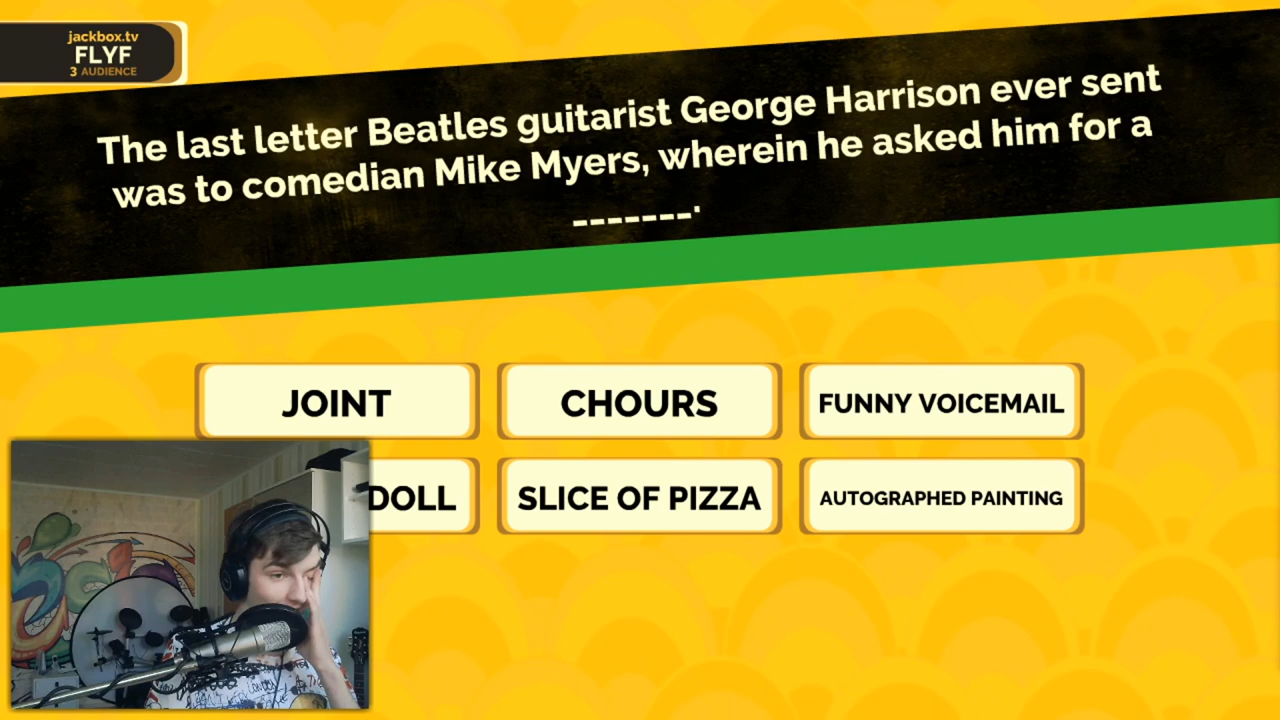 jackbox.tv
FLYF
3 AUDIENCE
The last letter Beatles guitarist George Harrison ever sent
was to comedian Mike Myers, wherein he asked him for a
_______.
JOINT
CHOURS
FUNNY VOICEMAIL
DOLL
SLICE OF PIZZA
AUTOGRAPHED PAINTING